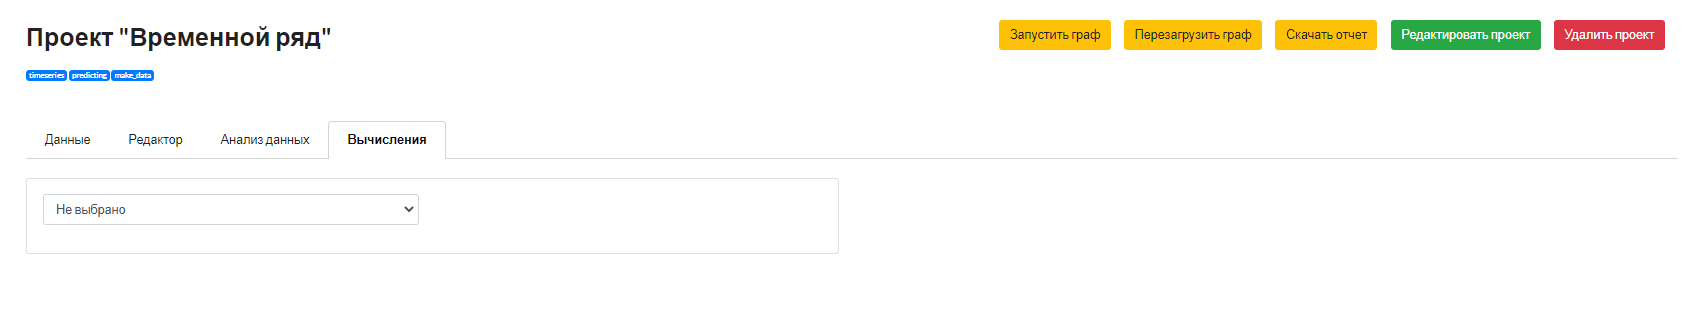 Проект "Временной ряд"
Запустить граф Перезагрузить граф Скачать отчет Редактировать проект Удалить проект
timeseries predicting make_data
Данные Редактор Анализ данных Вычисления
Не выбрано